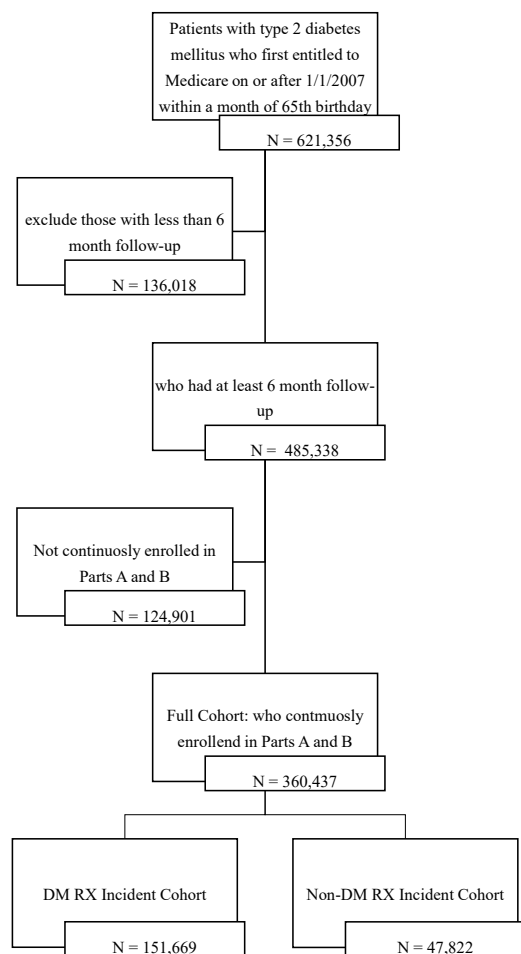 Patients with type 2 diabetes
mellitus who first entitled to
Medicare on or after 1/1/2007
within a month of 65th birthday
N = 621,356
exclude those with less than 6
month follow-up
N = 136,018
who had at least 6 month follow-
up
N = 485,338
Not continuosly enrolled in
Parts A and B
N = 124,901
Full Cohort: who contmuosly
enrollend in Parts A and B
N = 360,437
DM RX Incident Cohort
N = 151,669
Non-DM RX Incident Cohort
N = 47,822